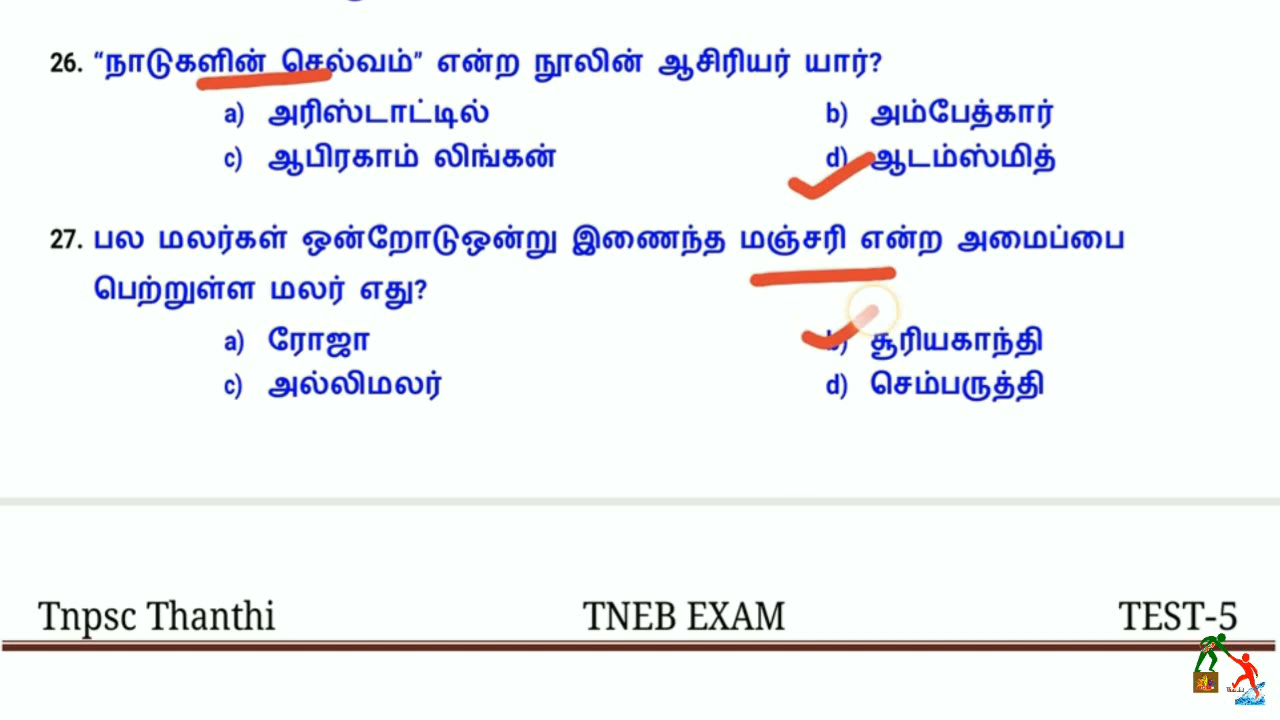 26. “நாடுகளின் செல்வம்” என்ற நூலின் ஆசிரியர் யார்?
a) அரிஸ்டாட்டில் b) அம்பேத்கார்
c) ஆபிரகாம் லிங்கன் d) ஆடம்ஸ்மித்
27. பல மலர்கள் ஒன்றோடுஒன்று இணைந்த மஞ்சரி என்ற அமைப்பை
பெற்றுள்ள மலர் எது?
a) ரோஜா b) சூரியகாந்தி
c) அல்லிமலர் d) செம்பருத்தி
Tnpsc Thanthi TNEB EXAM TEST-5